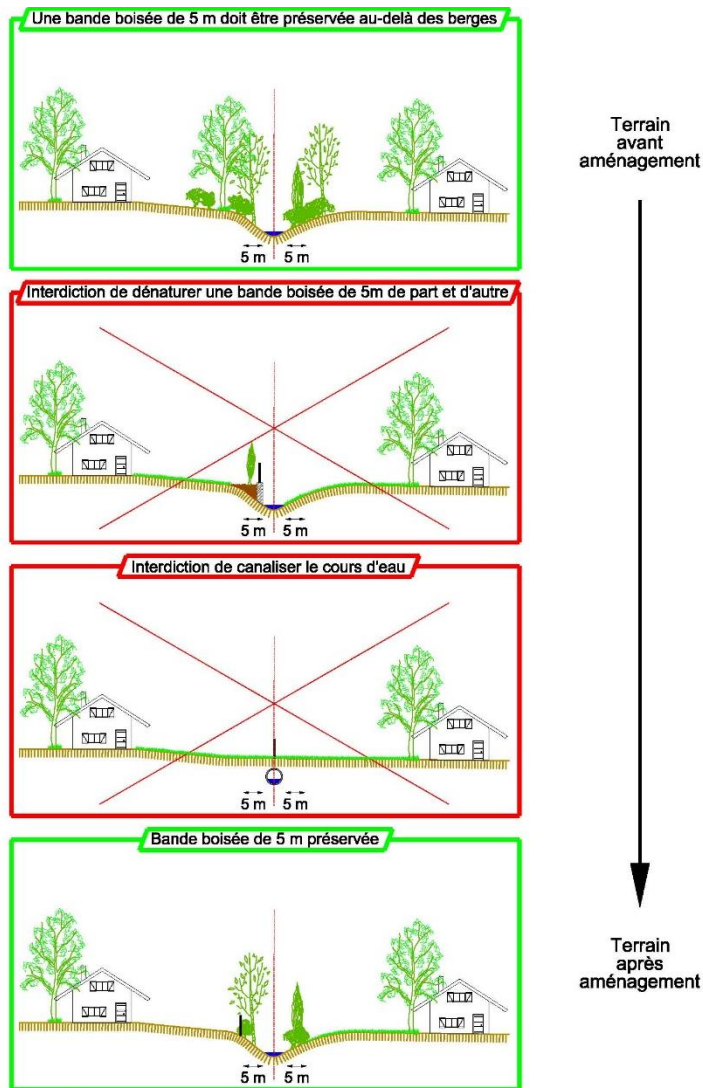 Une bande boisée de 5 m doit être préservée au-delà des berges
Terrain
avant
aménagement
5 m 5 m
Interdiction de dénaturer une bande boisée de 5m de part et d'autre
5 m 5 m
Interdiction de canaliser le cours d'eau
5 m 5 m
Bande boisée de 5 m préservée
Terrain
après
aménagement
5 m 5 m